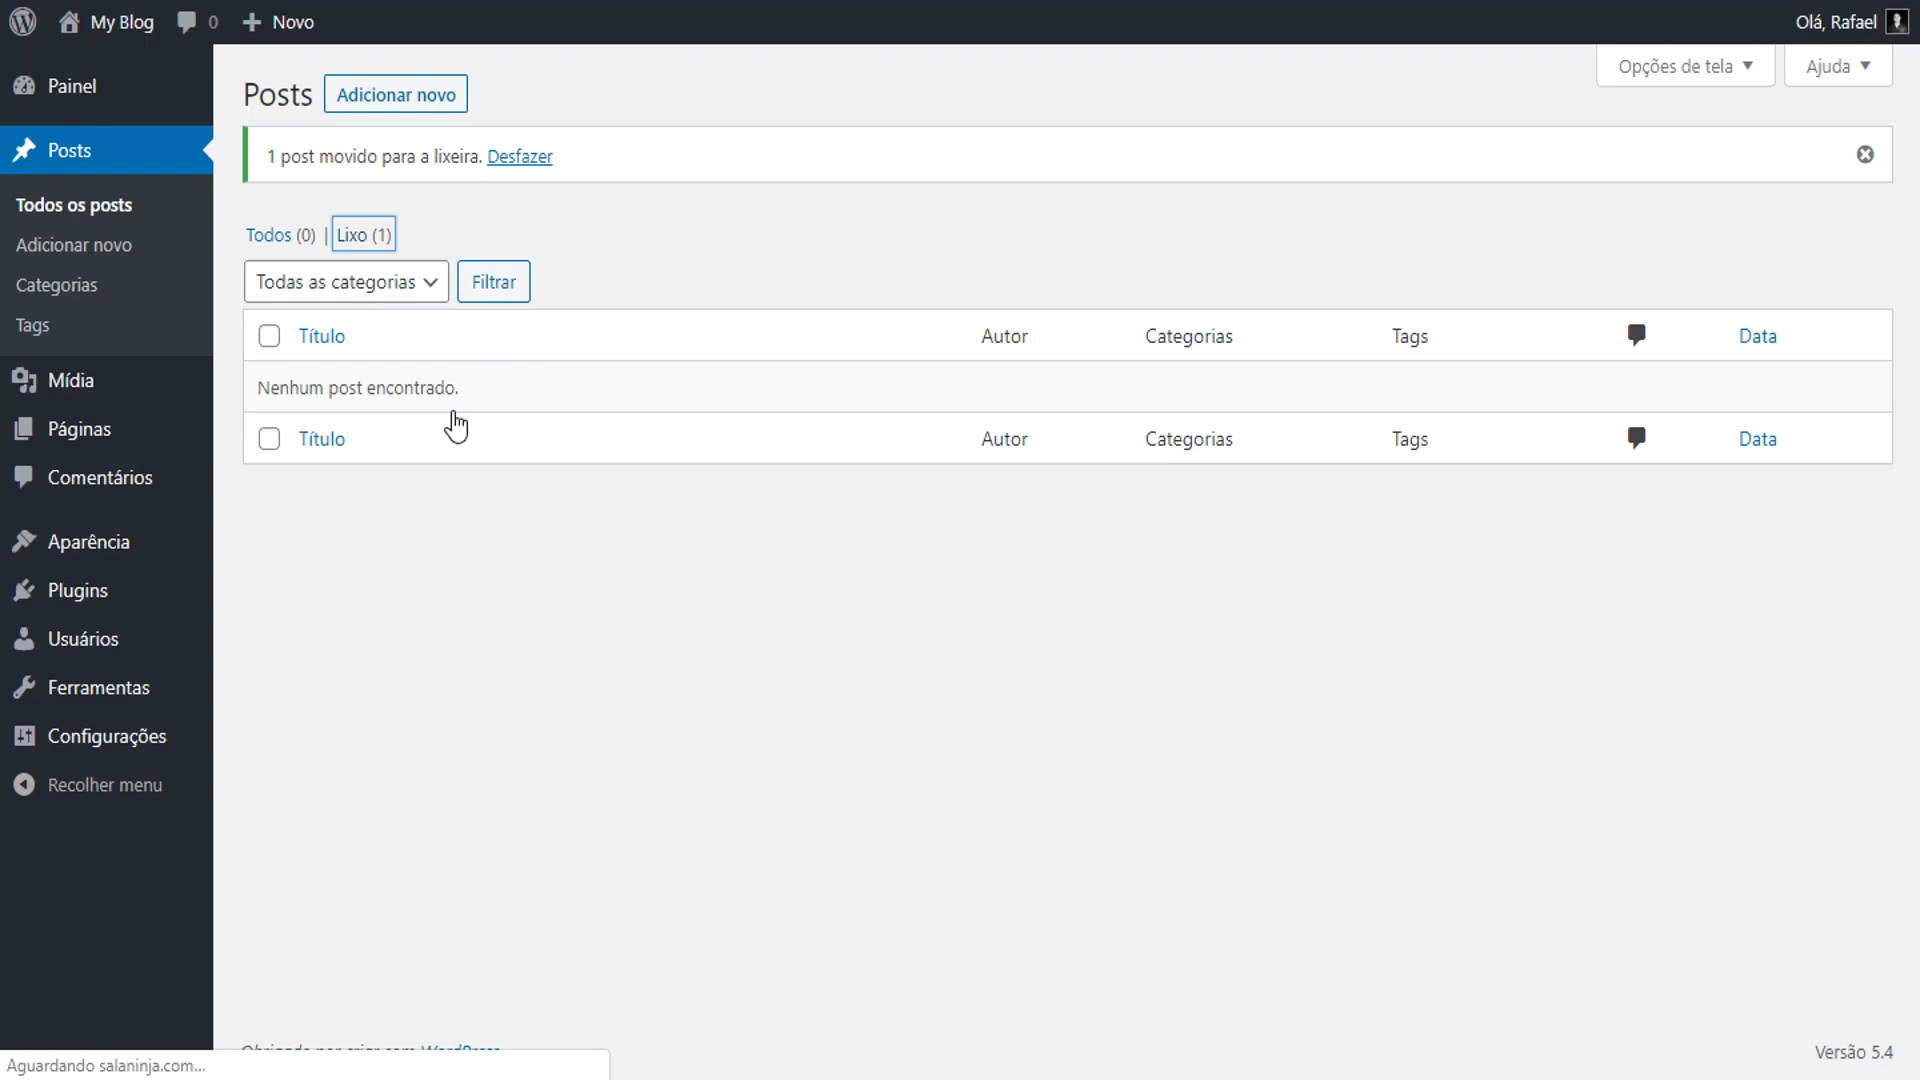 My Blog 0 Novo Olá, Rafael
Opções de tela Ajuda
Painel
Posts
Todos os posts
Adicionar novo
Categorias
Tags
Mídia
Páginas
Comentários
Aparência
Plugins
Usuários
Ferramentas
Configurações
Recolher menu
Posts Adicionar novo
1 post movido para a lixeira. Desfazer
Todos (0) | Lixo (1)
Todas as categorias Filtrar
Título Autor Categorias Tags Data
Nenhum post encontrado.
Título Autor Categorias Tags Data
Obrigado por criar com WordPress
Versão 5.4
Aguardando salaninja.com...